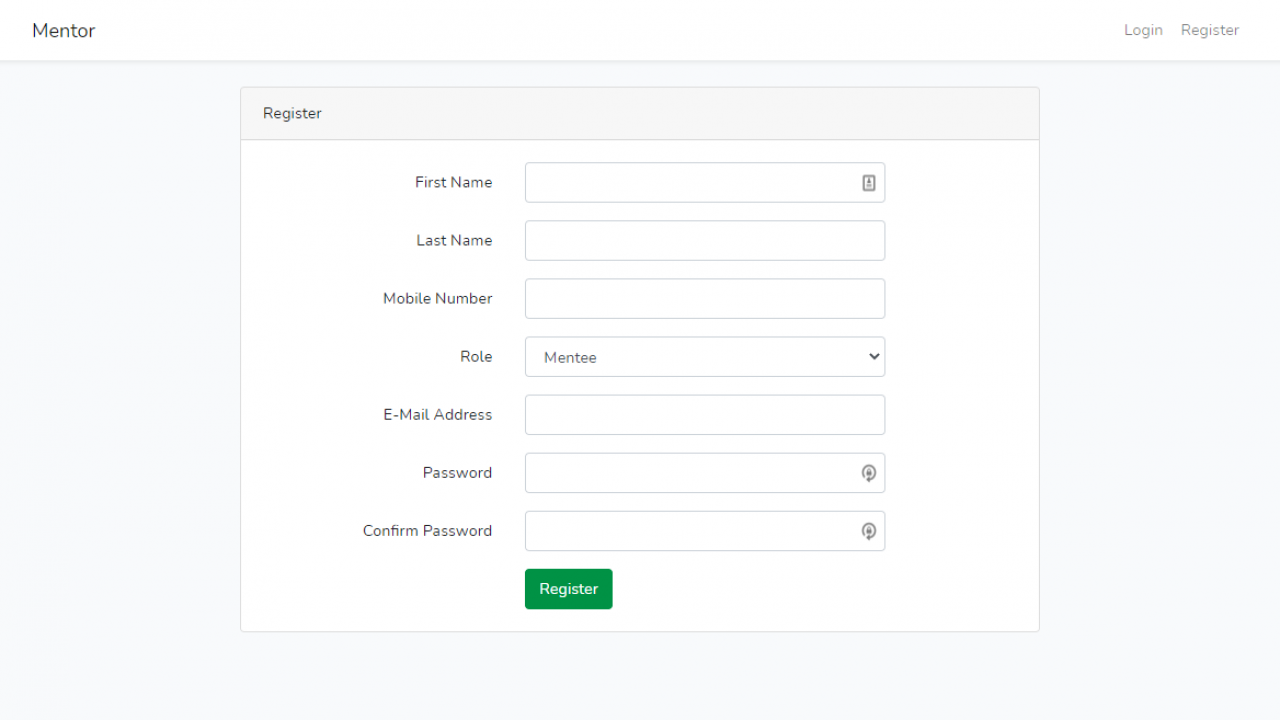 Mentor
Login Register
Register
First Name
Last Name
Mobile Number
Role Mentee
E-Mail Address
Password
Confirm Password
Register